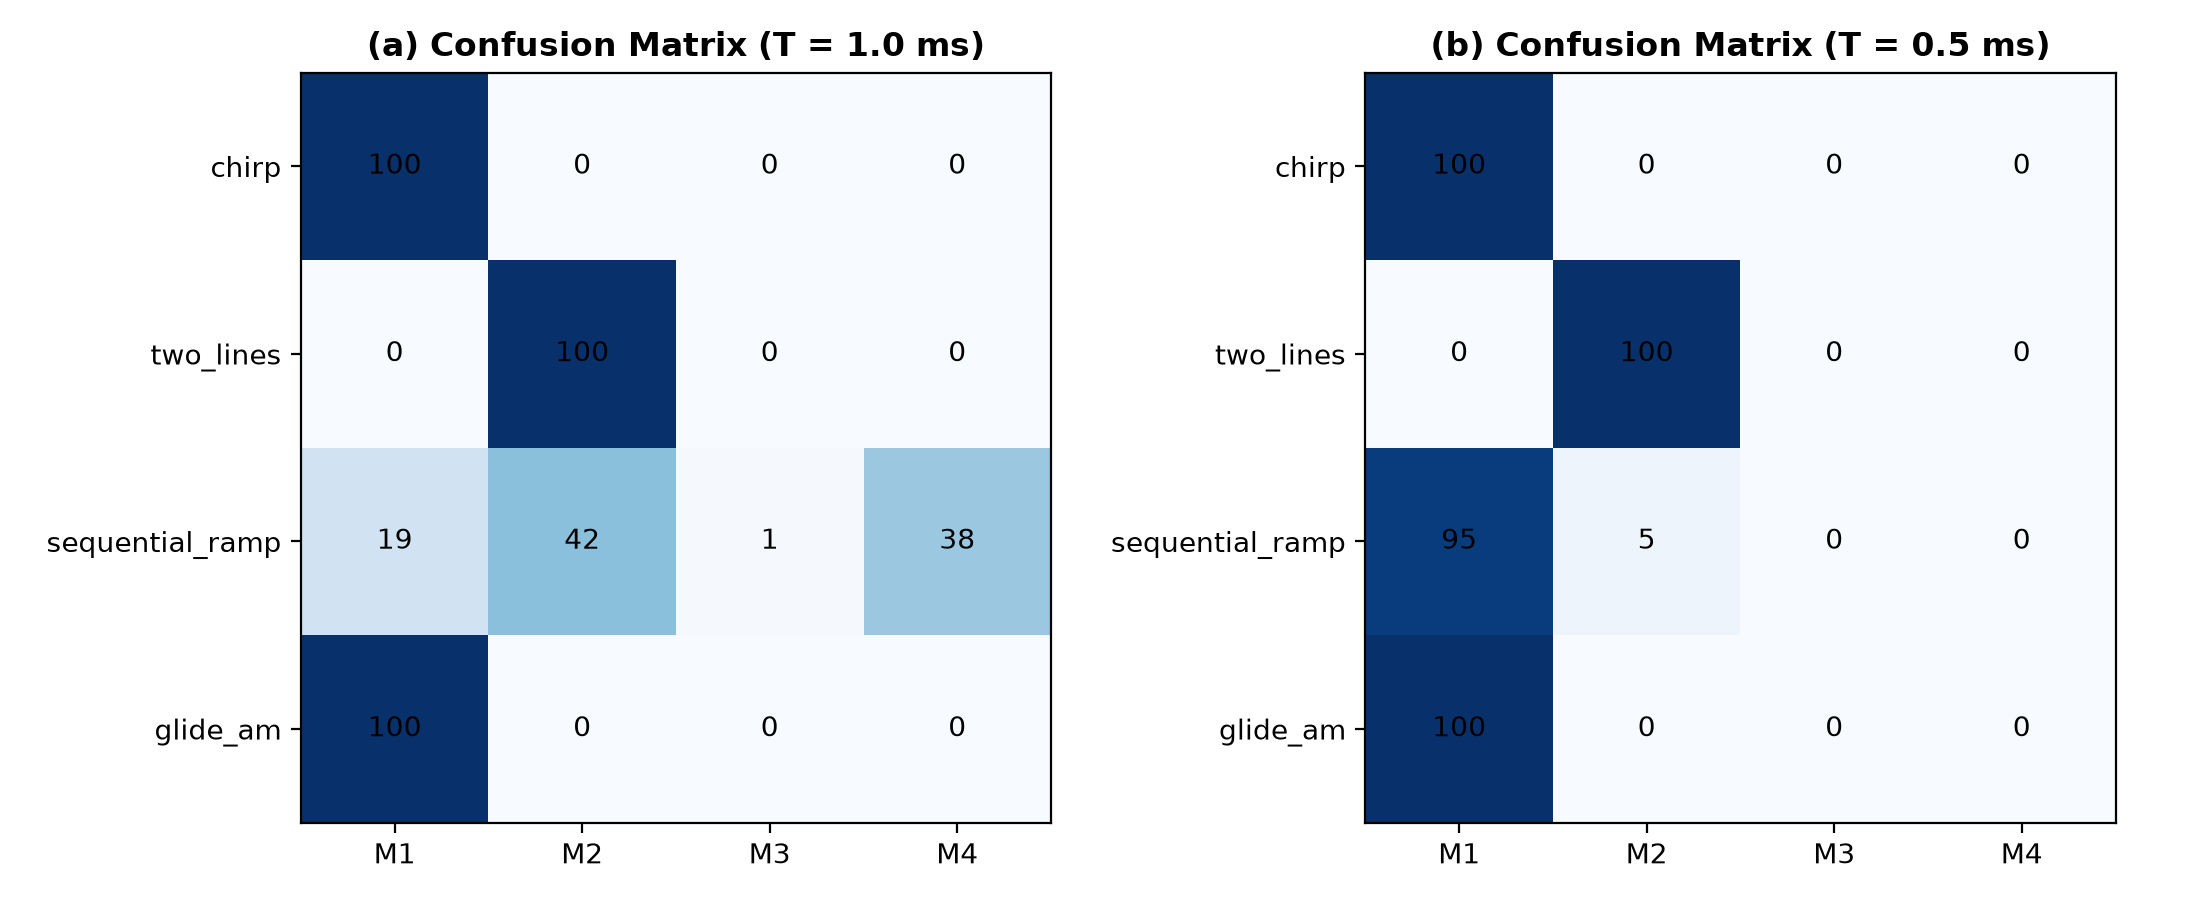 (a) Confusion Matrix (T = 1.0 ms)
chirp 100 0 0 0
two_lines 0 100 0 0
sequential_ramp 19 42 1 38
glide_am 100 0 0 0
M1 M2 M3 M4
(b) Confusion Matrix (T = 0.5 ms)
chirp 100 0 0 0
two_lines 0 100 0 0
sequential_ramp 95 5 0 0
glide_am 100 0 0 0
M1 M2 M3 M4